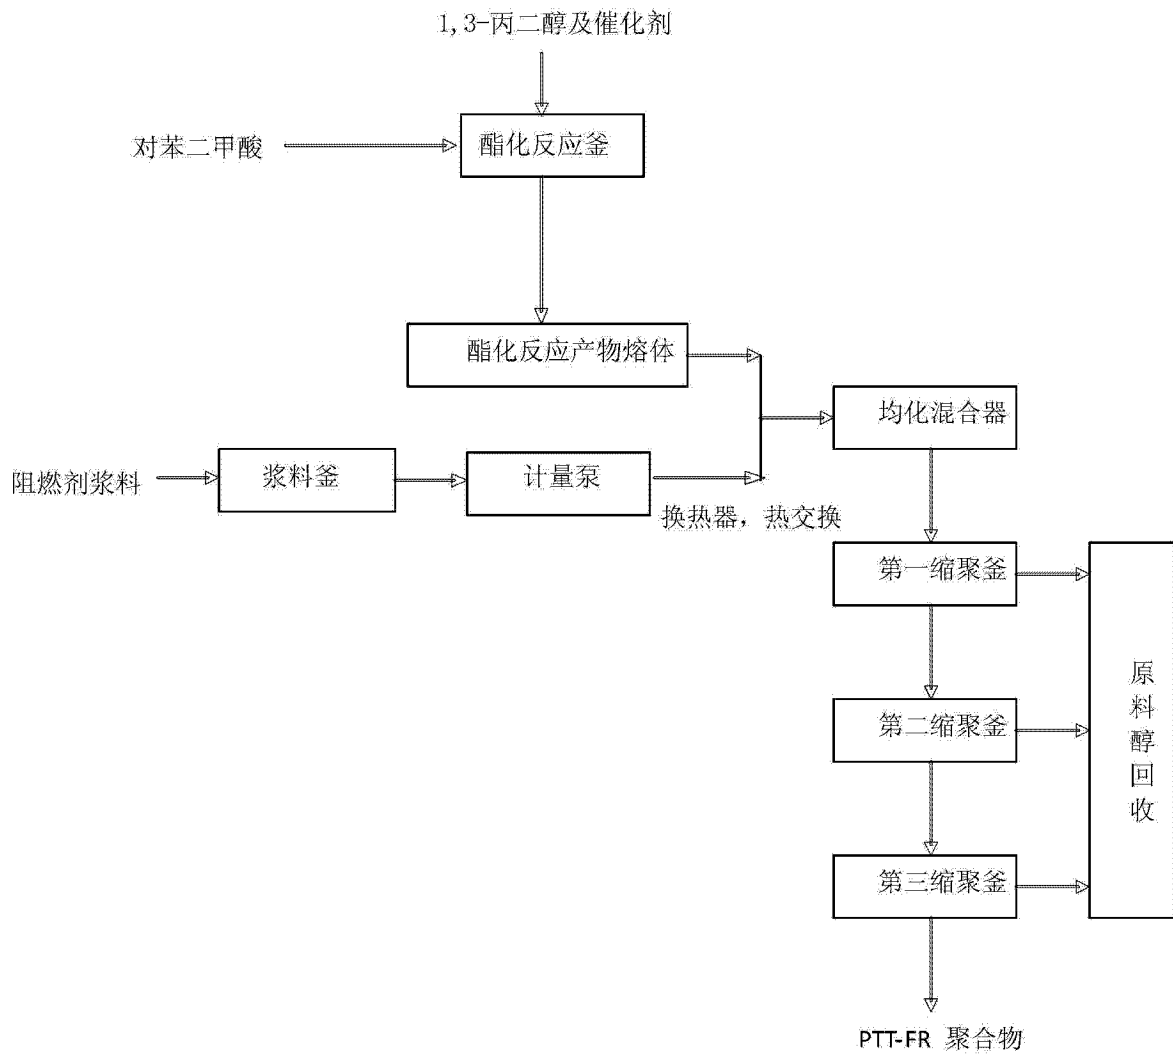 1,3-丙二醇及催化剂
对苯二甲酸
酯化反应釜
酯化反应产物熔体
均化混合器
阻燃剂浆料
浆料釜
计量泵
换热器，热交换
第一缩聚釜
第二缩聚釜
第三缩聚釜
原料醇回收
PTT-FR 聚合物